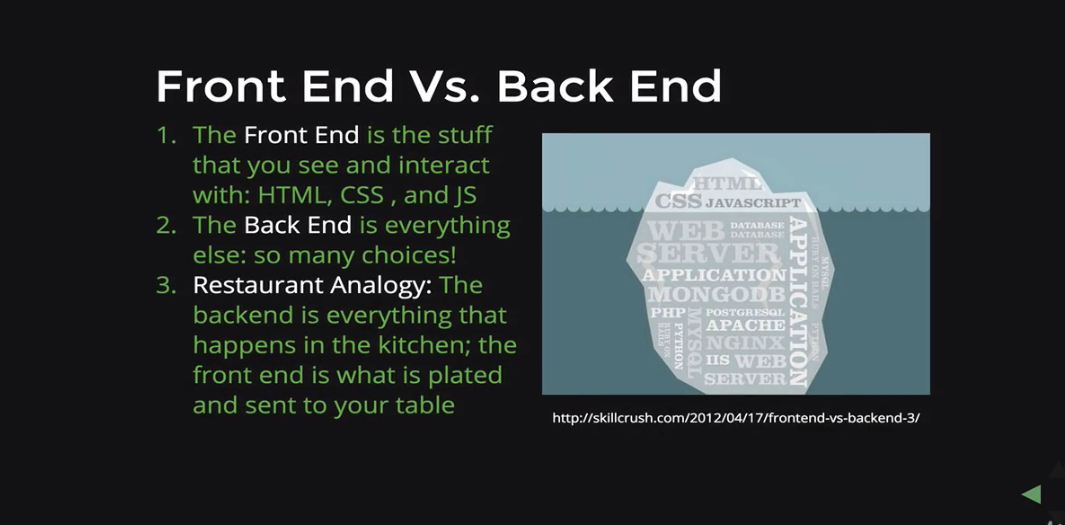 Front End Vs. Back End
1. The Front End is the stuff
that you see and interact
with: HTML, CSS , and JS
2. The Back End is everything
else: so many choices!
3. Restaurant Analogy: The
backend is everything that
happens in the kitchen; the
front end is what is plated
and sent to your table
HTML
CSS JAVASCRIPT
WEB DATABASE
DATABASE
SERVER
APPLICATION
MONGODB
PHP POSTGRESQL
APACHE
NGINX
IIS WEB
SERVER
RUBY ON RAILS
PYTHON
MYSQL
APPLICATION
RUBY ON RAILS
PYTHON
MYSQL
http://skillcrush.com/2012/04/17/frontend-vs-backend-3/